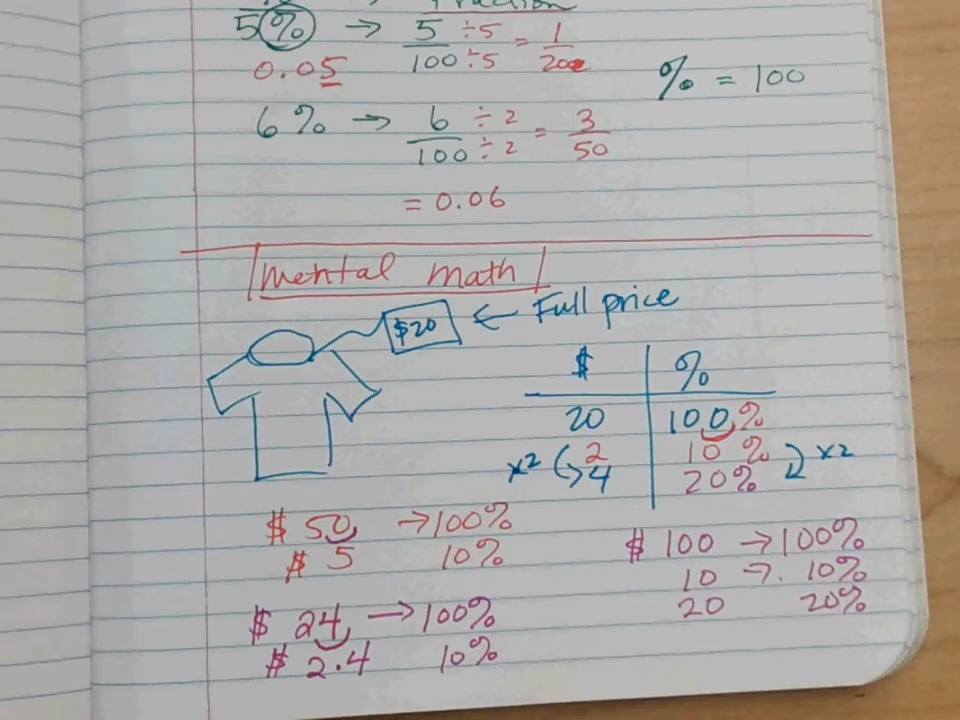 Fraction
5% → 5/100 ÷5/÷5 = 1/20
0.05
% = 100
6% → 6/100 ÷2/÷2 = 3/50
= 0.06
mental math
$20 ← Full price
$ %
20 100%
x2 2 10% x2
4 20%
$ 50 → 100%
$ 5 10%
$ 100 → 100%
10 → 10%
20 20%
$ 24 → 100%
$ 2.4 10%